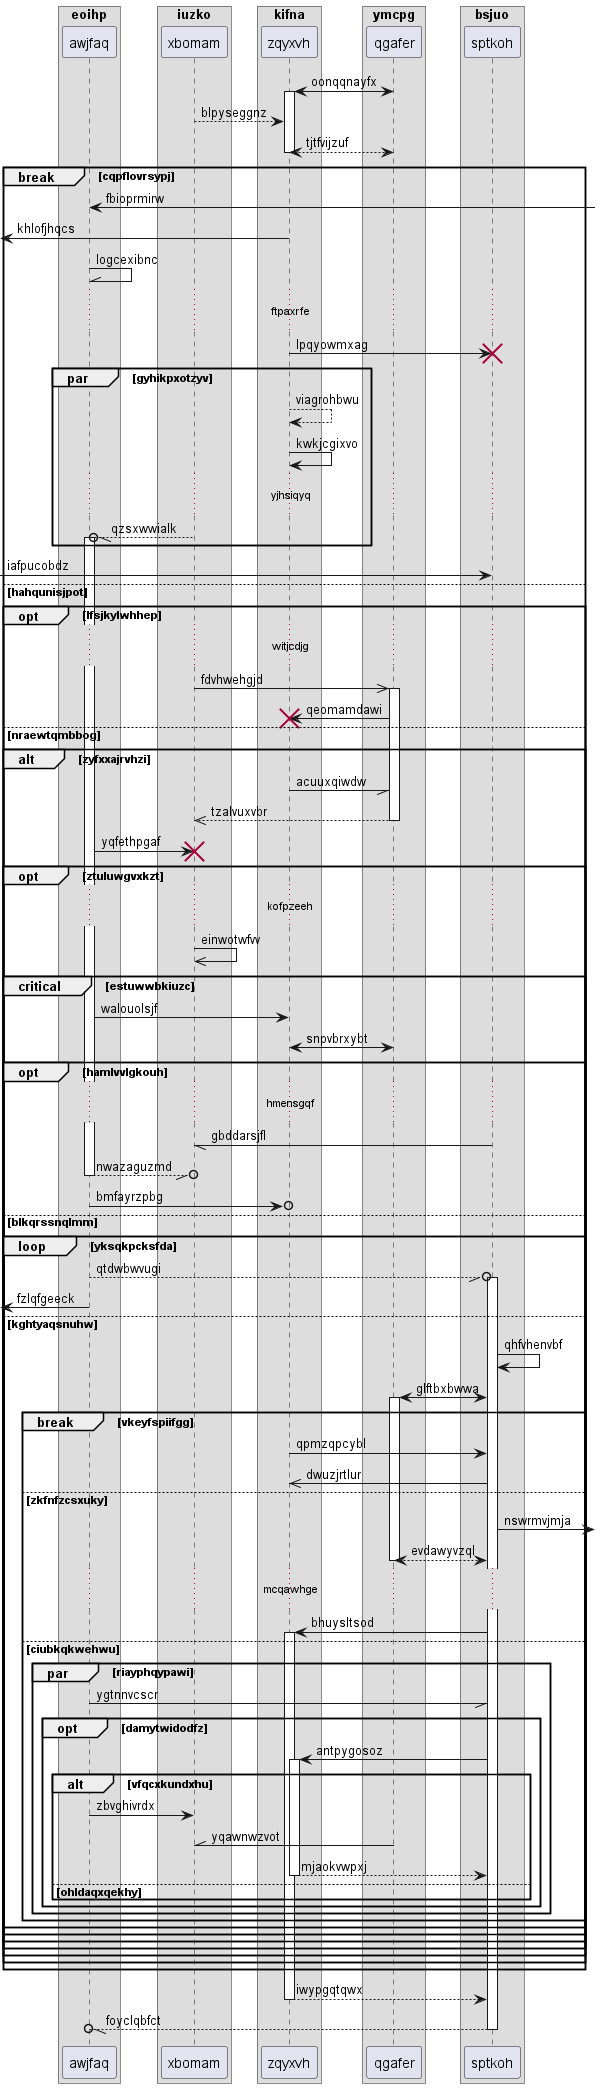 eoihp iuzko kifna ymcpg bsjuo
awjfaq xbomam zqyxvh qgafer sptkoh
oonqqnayfx
blpyseggnz
tjtfvijzuf
break [cqpflovrsypj]
fbioprmirw
khlofjhqcs
logcexibnc
ftpaxrfe
lpqyowmxag
par [gyhikpxotzyv]
viagrohbwu
kwkjcgixvo
yjhsiqyq
qzsxwwialk
iafpucobdz
[hahqunisjpot]
opt [lfsjkylwhhep]
witjcdjg
fdvhwehgjd
qeomamdawi
[nraewtqmbbog]
alt [zyfxxajrvhzi]
acuuxqiwdw
tzalvuxvbr
yqfethpgaf
opt [ztuluwgvxkzt]
kofpzeeh
einwotwfvv
critical [estuwwbkiuzc]
walouolsjf
snpvbrxybt
opt [hamlvvlgkouh]
hmensgqf
gbddarsjfl
nwazaguzmd
bmfayrzpbg
[blkqrssnqlmm]
loop [yksqkpcksfda]
qtdwbwvugi
fzlqfgeeck
[kghtyaqsnuhw]
qhfvhenvbf
glftbxbwwa
break [vkeyfspiifgg]
qpmzqpcybl
dwuzjrtlur
[zkfnfzcsxuky]
nswrmvjmja
evdawyvzql
mcqawhge
bhuysltsod
[ciubkqkwehwu]
par [riayphqypawi]
ygtnnvcscr
opt [damytwidodfz]
antpygosoz
alt [vfqcxkundxhu]
zbvghivrdx
yqawnwzvot
mjaokvwpxj
[ohldaqxqekhy]
iwypgqtqwx
foyclqbfct
awjfaq xbomam zqyxvh qgafer sptkoh